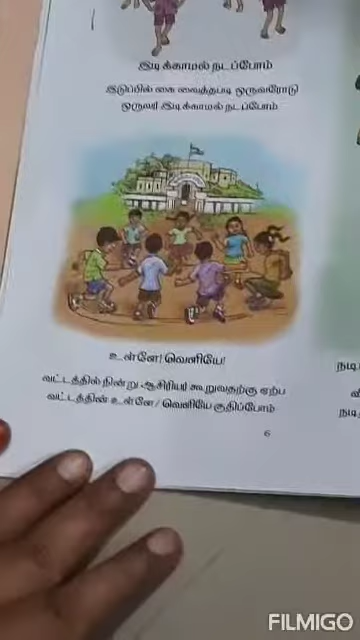 இடிக்காமல் நடப்போம்
இடுப்பில் கை வைத்தபடி ஒருவரோடு
ஒருவர் இடிக்காமல் நடப்போம்
உள்ளே! வெளியே!
வட்டத்தில் நின்று ஆசிரியர் கூறுவதற்கு ஏற்ப
வட்டத்தின் உள்ளே / வெளியே குதிப்போம்
6
FILMIGO